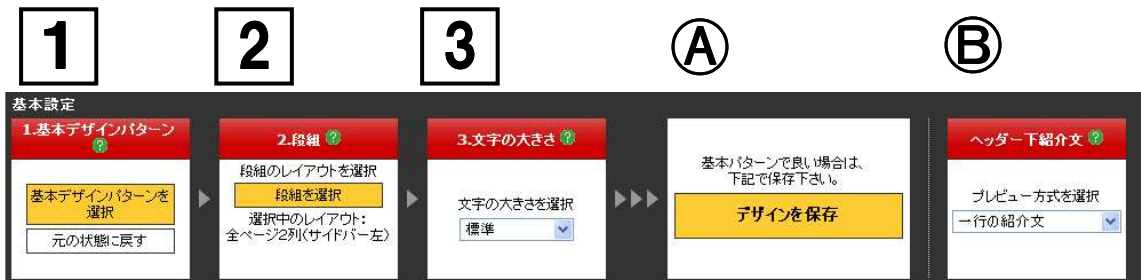 1
2
3
Ⓐ
Ⓑ
基本設定
1.基本デザインパターン
?
基本デザインパターンを
選択
元の状態に戻す
2.段組 ?
段組のレイアウトを選択
段組を選択
選択中のレイアウト:
全ページ2列(サイドバー左)
3.文字の大きさ ?
文字の大きさを選択
標準
基本パターンで良い場合は、
下記で保存下さい。
デザインを保存
ヘッダー下紹介文 ?
プレビュー方式を選択
一行の紹介文